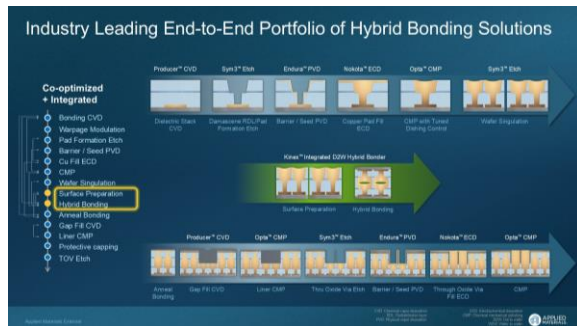 Industry Leading End-to-End Portfolio of Hybrid Bonding Solutions
Co-optimized
+ Integrated
Bonding CVD
Warpage Modulation
Pad Formation Etch
Barrier / Seed PVD
Cu Fill ECD
CMP
Wafer Singulation
Surface Preparation
Hybrid Bonding
Anneal Bonding
Gap Fill CVD
Liner CMP
Protective capping
TOV Etch
Producer™ CVD
Sym3™ Etch
Endura™ PVD
Nokota™ ECD
Opta™ CMP
Sym3™ Etch
Dielectric Stack
CVD
Damascene RDL/Pad
Formation Etch
Barrier / Seed PVD
Copper Pad Fill
ECD
CMP with Tuned
Dishing Control
Wafer Singulation
Kinex™ Integrated D2W Hybrid Bonder
Surface Preparation
Hybrid Bonding
Producer™ CVD
Opta™ CMP
Sym3™ Etch
Endura™ PVD
Nokota™ ECD
Opta™ CMP
Anneal
Bonding
Gap Fill CVD
Liner CMP
Thru Oxide Via Etch
Barrier / Seed PVD
Through Oxide Via
Fill ECD
CMP
Applied Materials External
APPLIED
MATERIALS